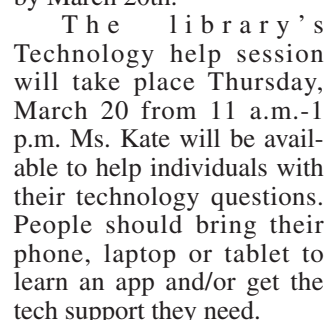 by March 20th.
The library's
Technology help session
will take place Thursday,
March 20 from 11 a.m.-1
p.m. Ms. Kate will be avail-
able to help individuals with
their technology questions.
People should bring their
phone, laptop or tablet to
learn an app and/or get the
tech support they need.